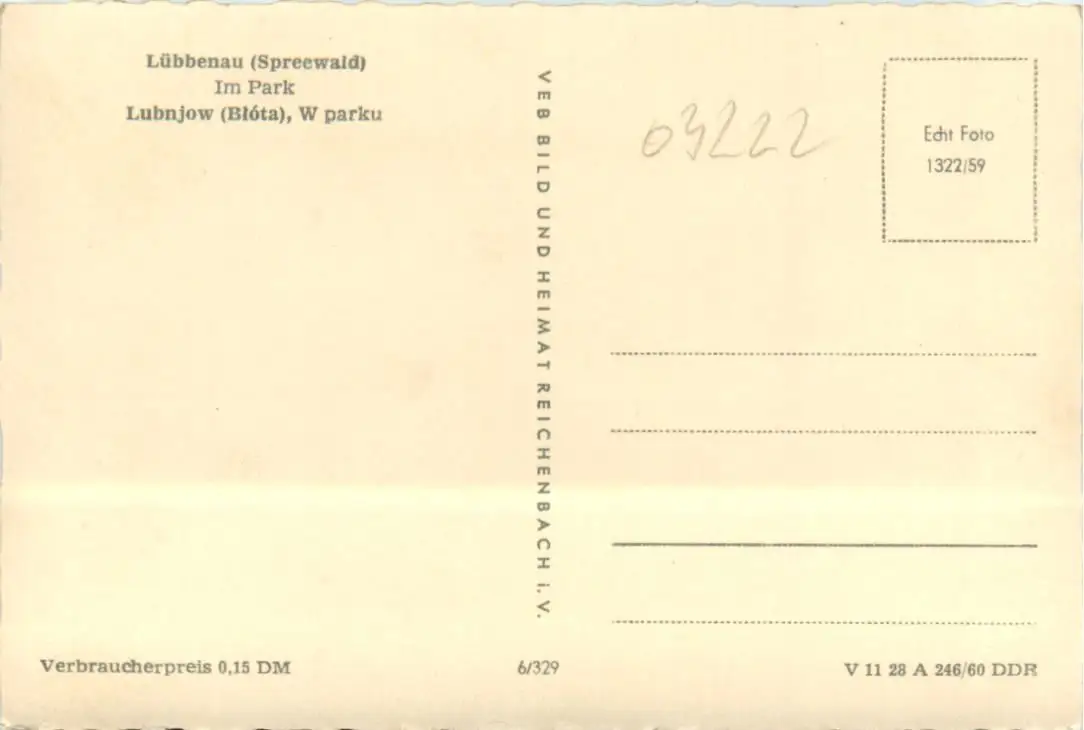 Lübbenau (Spreewald)
Im Park
Lubnjow (Błóta), W parku
VEB BILD UND HEIMAT REICHENBACH i. V.
03222
Echt Foto
1322/59
Verbraucherpreis 0,15 DM
6/329
V 11 28 A 246/60 DDR